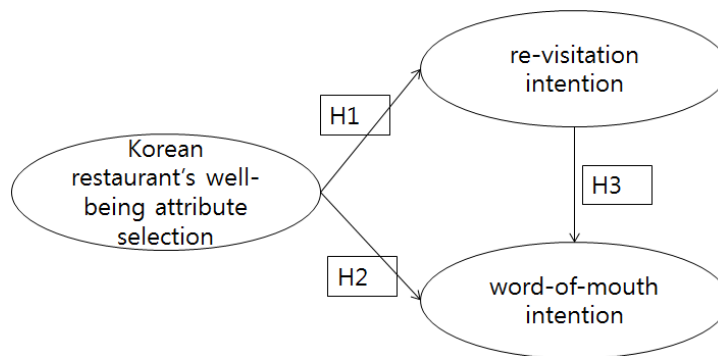 re-visitation
intention
H1
Korean
restaurant's well-
being attribute
selection
H3
H2
word-of-mouth
intention